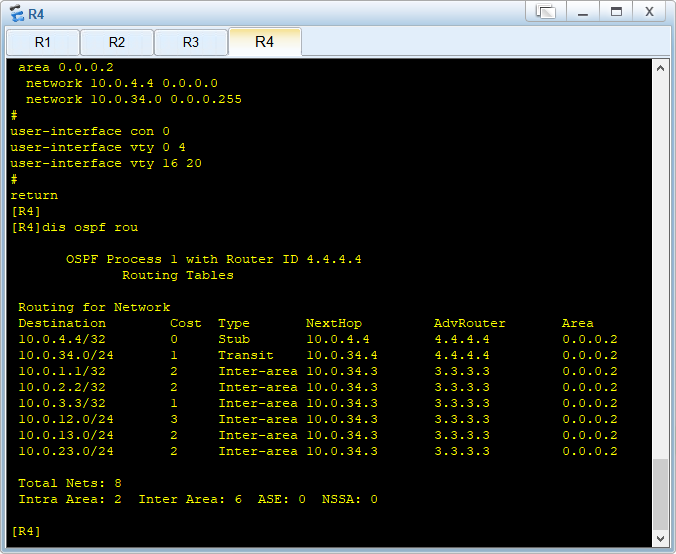 R4
R1 R2 R3 R4
area 0.0.0.2
network 10.0.4.4 0.0.0.0
network 10.0.34.0 0.0.0.255
#
user-interface con 0
user-interface vty 0 4
user-interface vty 16 20
#
return
[R4]
[R4]dis ospf rou
OSPF Process 1 with Router ID 4.4.4.4
Routing Tables
Routing for Network
Destination Cost Type NextHop AdvRouter Area
10.0.4.4/32 0 Stub 10.0.4.4 4.4.4.4 0.0.0.2
10.0.34.0/24 1 Transit 10.0.34.4 4.4.4.4 0.0.0.2
10.0.1.1/32 2 Inter-area 10.0.34.3 3.3.3.3 0.0.0.2
10.0.2.2/32 2 Inter-area 10.0.34.3 3.3.3.3 0.0.0.2
10.0.3.3/32 1 Inter-area 10.0.34.3 3.3.3.3 0.0.0.2
10.0.12.0/24 3 Inter-area 10.0.34.3 3.3.3.3 0.0.0.2
10.0.13.0/24 2 Inter-area 10.0.34.3 3.3.3.3 0.0.0.2
10.0.23.0/24 2 Inter-area 10.0.34.3 3.3.3.3 0.0.0.2
Total Nets: 8
Intra Area: 2 Inter Area: 6 ASE: 0 NSSA: 0
[R4]